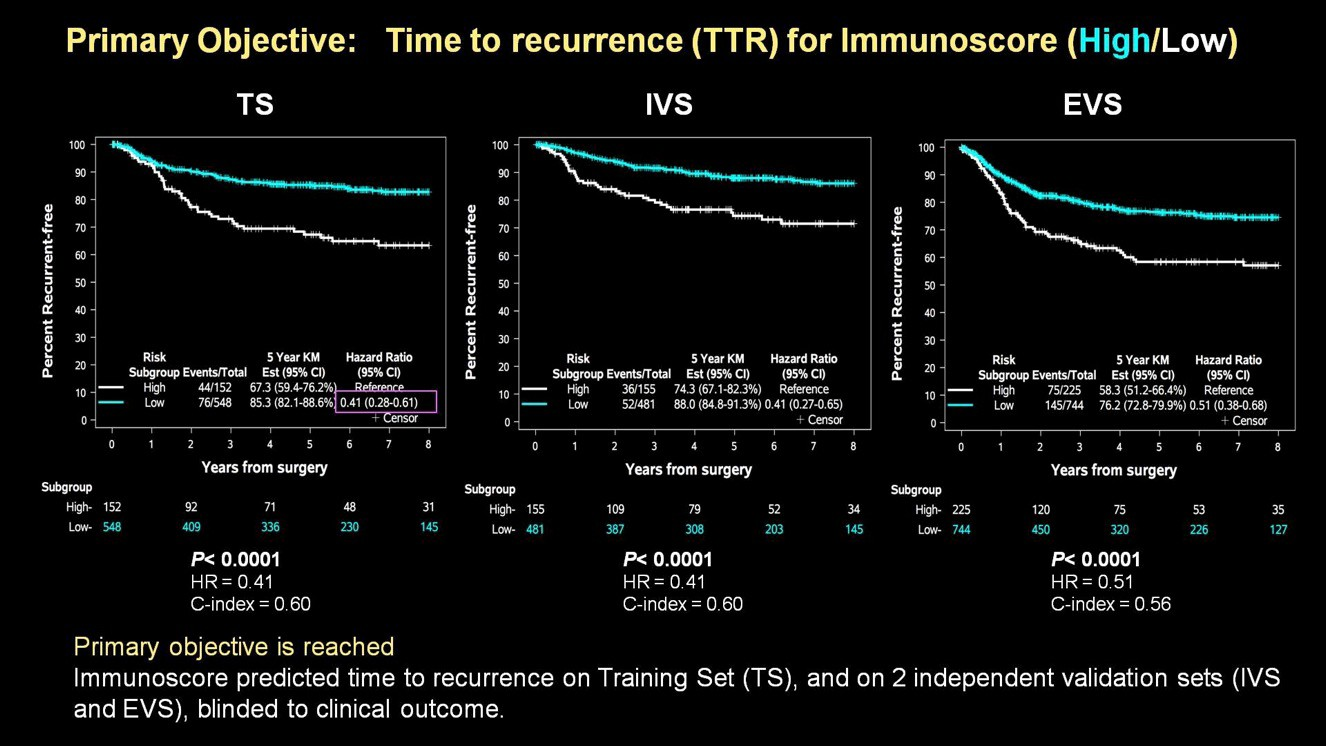 Primary Objective: Time to recurrence (TTR) for Immunoscore (High/Low)
TS
Percent Recurrent-free
100
90
80
70
60
50
40
30
20
10
0
Risk 5 Year KM Hazard Ratio
Subgroup Events/Total Est (95% CI) (95% CI)
High 44/152 67.3 (59.4-76.2%) Reference
Low 76/548 85.3 (82.1-88.6%) 0.41 (0.28-0.61)
+ Censor
0 1 2 3 4 5 6 7 8
Years from surgery
Subgroup
High- 152 92 71 48 31
Low- 548 409 336 230 145
P< 0.0001
HR = 0.41
C-index = 0.60
IVS
Percent Recurrent-free
100
90
80
70
60
50
40
30
20
10
0
Risk 5 Year KM Hazard Ratio
Subgroup Events/Total Est (95% CI) (95% CI)
High 36/155 74.3 (67.1-82.3%) Reference
Low 52/481 88.0 (84.8-91.3%) 0.41 (0.27-0.65)
+ Censor
0 1 2 3 4 5 6 7 8
Years from surgery
Subgroup
High- 155 109 79 52 34
Low- 481 387 308 203 145
P< 0.0001
HR = 0.41
C-index = 0.60
EVS
Percent Recurrent-free
100
90
80
70
60
50
40
30
20
10
0
Risk 5 Year KM Hazard Ratio
Subgroup Events/Total Est (95% CI) (95% CI)
High 75/225 58.3 (51.2-66.4%) Reference
Low 145/744 76.2 (72.8-79.9%) 0.51 (0.38-0.68)
+ Censor
0 1 2 3 4 5 6 7 8
Years from surgery
Subgroup
High- 225 120 75 53 35
Low- 744 450 320 226 127
P< 0.0001
HR = 0.51
C-index = 0.56
Primary objective is reached
Immunoscore predicted time to recurrence on Training Set (TS), and on 2 independent validation sets (IVS
and EVS), blinded to clinical outcome.